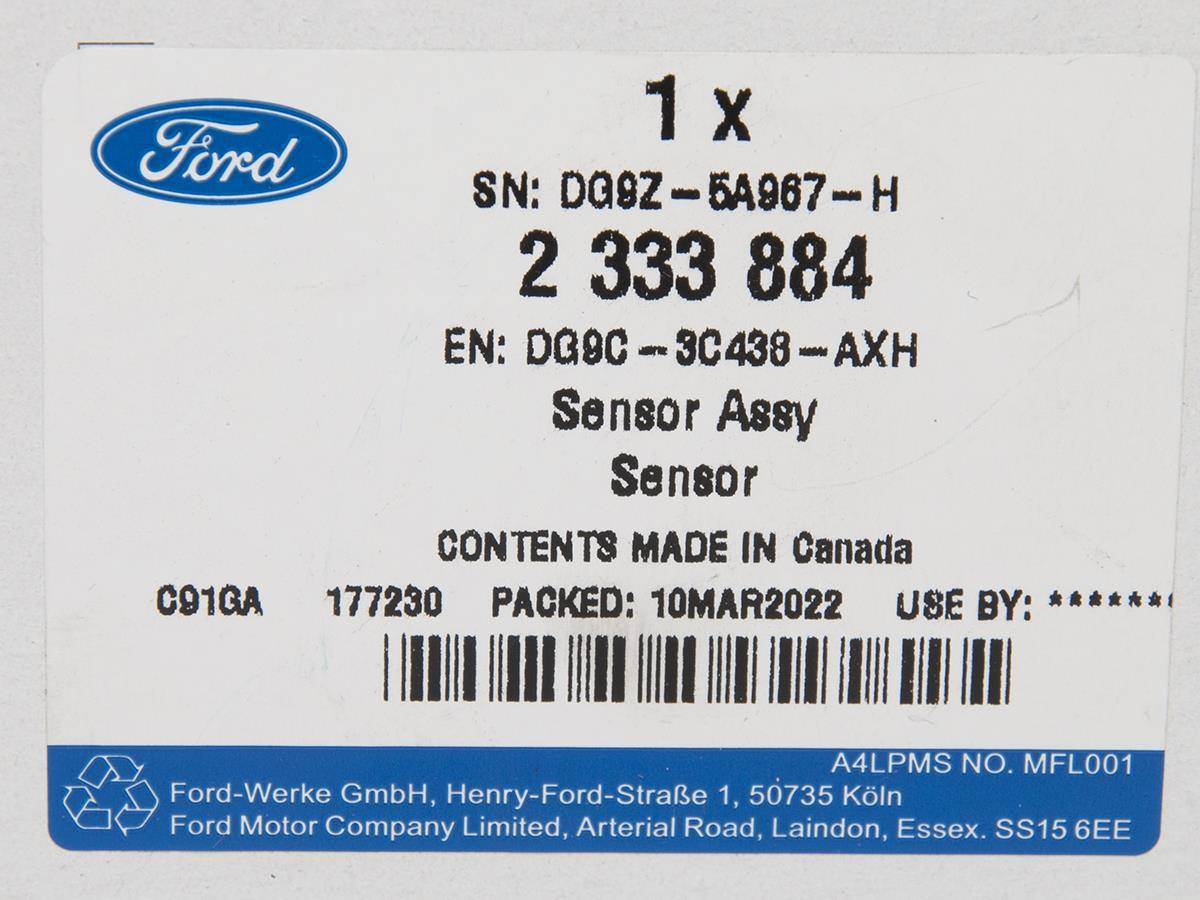 Ford
1 x
SN: DG9Z-5A967-H
2 333 884
EN: DG9C-3C438-AXH
Sensor Assy
Sensor
CONTENTS MADE IN Canada
C91GA 177230 PACKED: 10MAR2022 USE BY: *******
A4LPMS NO. MFL001
Ford-Werke GmbH, Henry-Ford-Straße 1, 50735 Köln
Ford Motor Company Limited, Arterial Road, Laindon, Essex. SS15 6EE